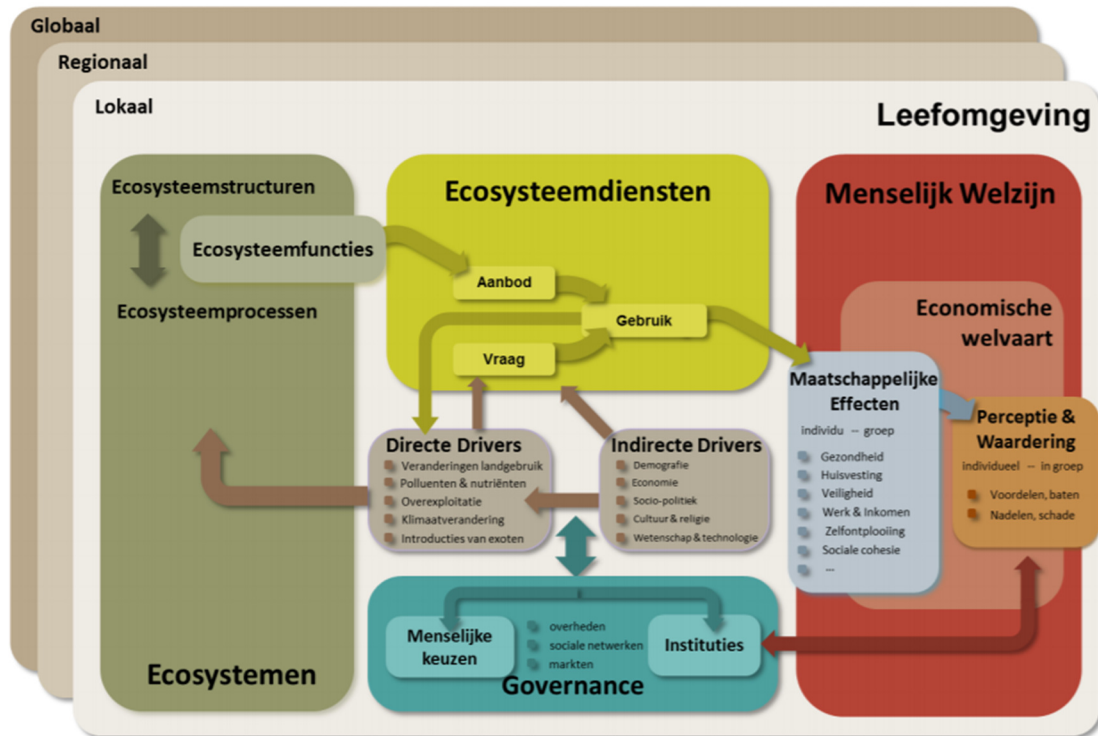 Globaal
Regionaal
Lokaal
Leefomgeving
Ecosysteemstructuren
Ecosysteemfuncties
Ecosysteemprocessen
Ecosystemen
Ecosysteemdiensten
Aanbod
Gebruik
Vraag
Menselijk Welzijn
Economische
welvaart
Maatschappelijke
Effecten
individu -- groep
Gezondheid
Huisvesting
Veiligheid
Werk & Inkomen
Zelfontplooiing
Sociale cohesie
...
Perceptie &
Waardering
individueel -- in groep
Voordelen, baten
Nadelen, schade
Directe Drivers
Veranderingen landgebruik
Polluenten & nutriënten
Overexploitatie
Klimaatverandering
Introducties van exoten
Indirecte Drivers
Demografie
Economie
Socio-politiek
Cultuur & religie
Wetenschap & technologie
Menselijke
keuzen
overheden
sociale netwerken
markten
Instituties
Governance